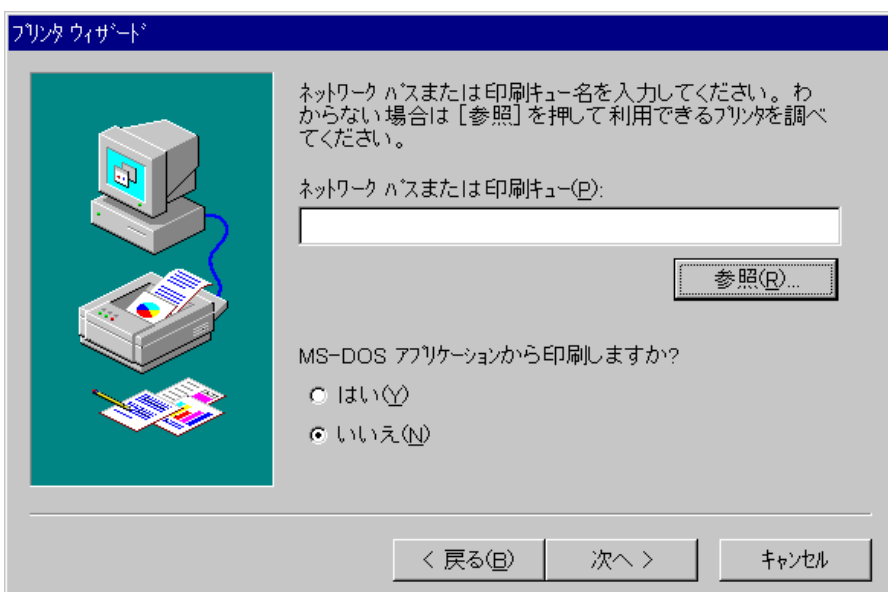 プリンタ ウィザード
ネットワーク パスまたは印刷キュー名を入力してください。わ
からない場合は [参照] を押して利用できるプリンタを調べ
てください。
ネットワーク パスまたは印刷キュー(P):
参照(R)...
MS-DOS アプリケーションから印刷しますか?
はい(Y)
いいえ(N)
< 戻る(B)
次へ >
キャンセル